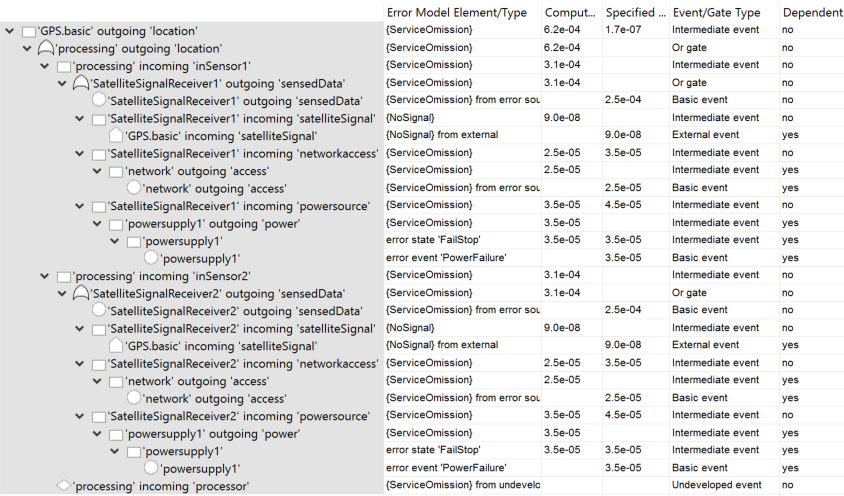 Error Model Element/Type Comput... Specified ... Event/Gate Type Dependent
'GPS.basic' outgoing 'location' {ServiceOmission} 6.2e-04 1.7e-07 Intermediate event no
'processing' outgoing 'location' {ServiceOmission} 6.2e-04 Or gate no
'processing' incoming 'inSensor1' {ServiceOmission} 3.1e-04 Intermediate event no
'SatelliteSignalReceiver1' outgoing 'sensedData' {ServiceOmission} 3.1e-04 Or gate no
'SatelliteSignalReceiver1' outgoing 'sensedData' {ServiceOmission} from error sou 2.5e-04 Basic event no
'SatelliteSignalReceiver1' incoming 'satelliteSignal' {NoSignal} 9.0e-08 Intermediate event no
'GPS.basic' incoming 'satelliteSignal' {NoSignal} from external 9.0e-08 External event yes
'SatelliteSignalReceiver1' incoming 'networkaccess' {ServiceOmission} 2.5e-05 3.5e-05 Intermediate event no
'network' outgoing 'access' {ServiceOmission} 2.5e-05 Intermediate event yes
'network' outgoing 'access' {ServiceOmission} from error sou 2.5e-05 Basic event yes
'SatelliteSignalReceiver1' incoming 'powersource' {ServiceOmission} 3.5e-05 4.5e-05 Intermediate event no
'powersupply1' outgoing 'power' {ServiceOmission} 3.5e-05 Intermediate event yes
'powersupply1' error state 'FailStop' 3.5e-05 3.5e-05 Intermediate event yes
'powersupply1' error event 'PowerFailure' 3.5e-05 Basic event yes
'processing' incoming 'inSensor2' {ServiceOmission} 3.1e-04 Intermediate event no
'SatelliteSignalReceiver2' outgoing 'sensedData' {ServiceOmission} 3.1e-04 Or gate no
'SatelliteSignalReceiver2' outgoing 'sensedData' {ServiceOmission} from error sou 2.5e-04 Basic event no
'SatelliteSignalReceiver2' incoming 'satelliteSignal' {NoSignal} 9.0e-08 Intermediate event no
'GPS.basic' incoming 'satelliteSignal' {NoSignal} from external 9.0e-08 External event yes
'SatelliteSignalReceiver2' incoming 'networkaccess' {ServiceOmission} 2.5e-05 3.5e-05 Intermediate event no
'network' outgoing 'access' {ServiceOmission} 2.5e-05 Intermediate event yes
'network' outgoing 'access' {ServiceOmission} from error sou 2.5e-05 Basic event yes
'SatelliteSignalReceiver2' incoming 'powersource' {ServiceOmission} 3.5e-05 4.5e-05 Intermediate event no
'powersupply1' outgoing 'power' {ServiceOmission} 3.5e-05 Intermediate event yes
'powersupply1' error state 'FailStop' 3.5e-05 3.5e-05 Intermediate event yes
'powersupply1' error event 'PowerFailure' 3.5e-05 Basic event yes
'processing' incoming 'processor' {ServiceOmission} from undevelo Undeveloped event no